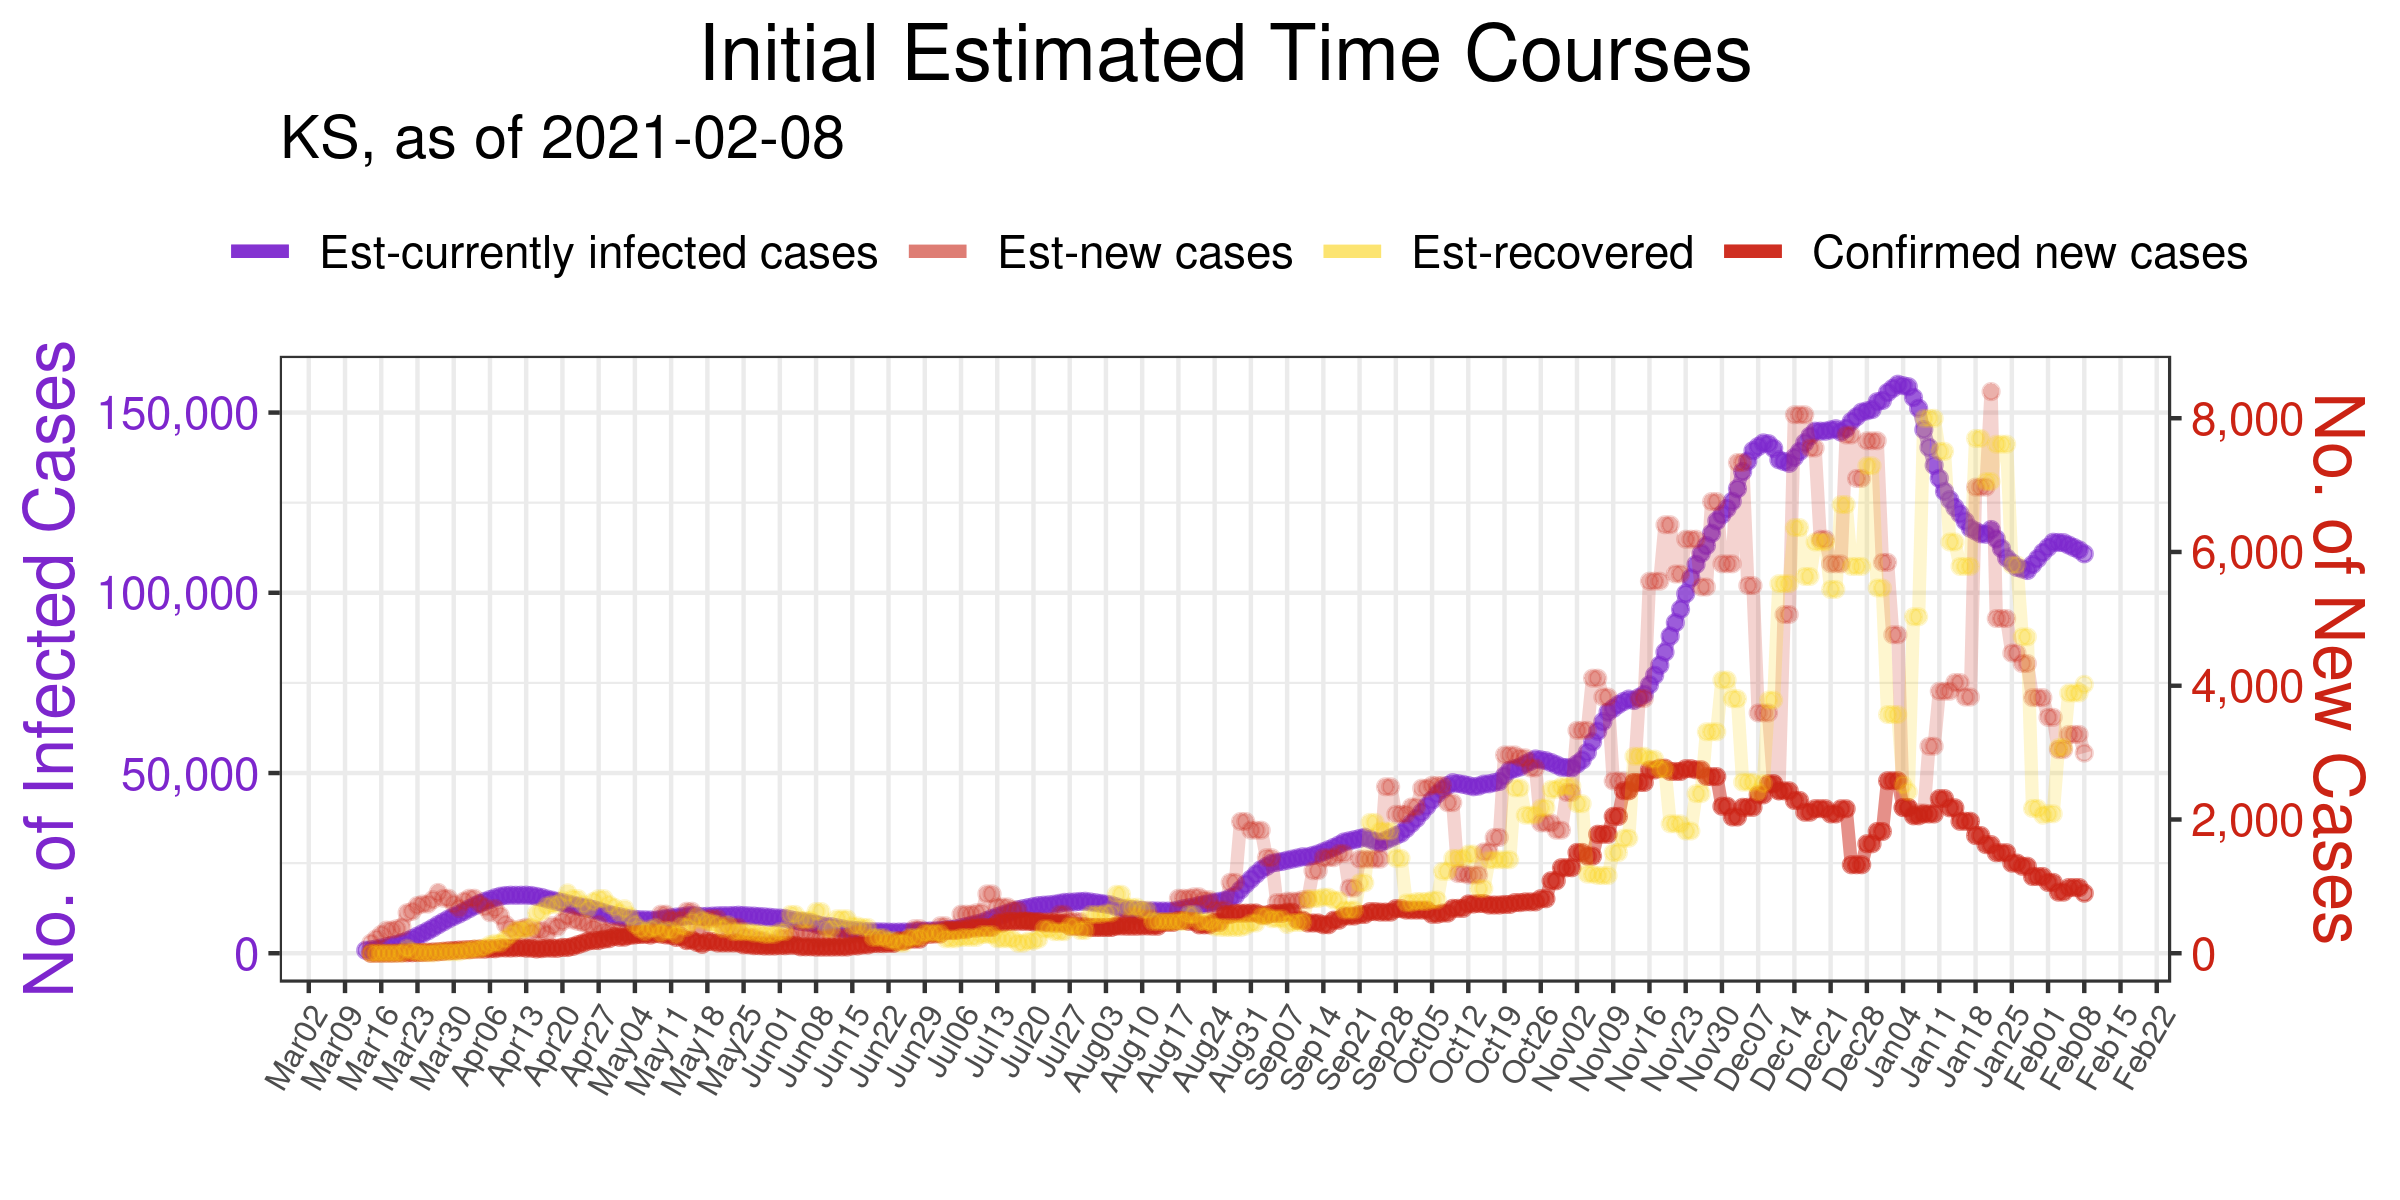 Initial Estimated Time Courses
KS, as of 2021-02-08
Est-currently infected cases Est-new cases Est-recovered Confirmed new cases
No. of Infected Cases
150,000
100,000
50,000
0
8,000
6,000
4,000
2,000
0
No. of New Cases
Mar02 Mar09 Mar16 Mar23 Mar30 Apr06 Apr13 Apr20 Apr27 May04 May11 May18 May25 Jun01 Jun08 Jun15 Jun22 Jun29 Jul06 Jul13 Jul20 Jul27 Aug03 Aug10 Aug17 Aug24 Aug31 Sep07 Sep14 Sep21 Sep28 Oct05 Oct12 Oct19 Oct26 Nov02 Nov09 Nov16 Nov23 Nov30 Dec07 Dec14 Dec21 Dec28 Jan04 Jan11 Jan18 Jan25 Feb01 Feb08 Feb15 Feb22